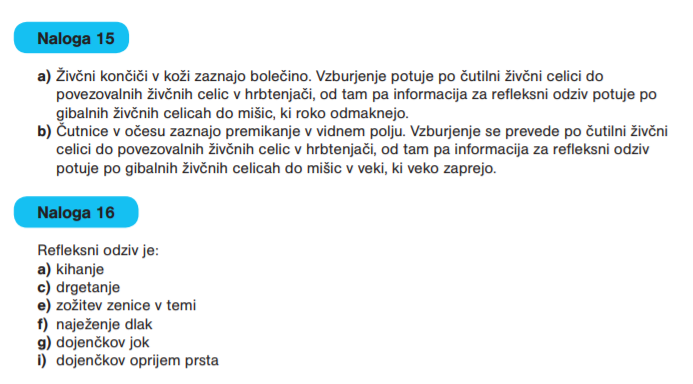 Naloga 15
a) Živčni končiči v koži zaznajo bolečino. Vzburjenje potuje po čutilni živčni celici do
povezovalnih živčnih celic v hrbtenjači, od tam pa informacija za refleksni odziv potuje po
gibalnih živčnih celicah do mišic, ki roko odmaknejo.
b) Čutnice v očesu zaznajo premikanje v vidnem polju. Vzburjenje se prevede po čutilni živčni
celici do povezovalnih živčnih celic v hrbtenjači, od tam pa informacija za refleksni odziv
potuje po gibalnih živčnih celicah do mišic v veki, ki veko zaprejo.
Naloga 16
Refleksni odziv je:
a) kihanje
c) drgetanje
e) zožitev zenice v temi
f) naježenje dlak
g) dojenčkov jok
i) dojenčkov oprijem prsta